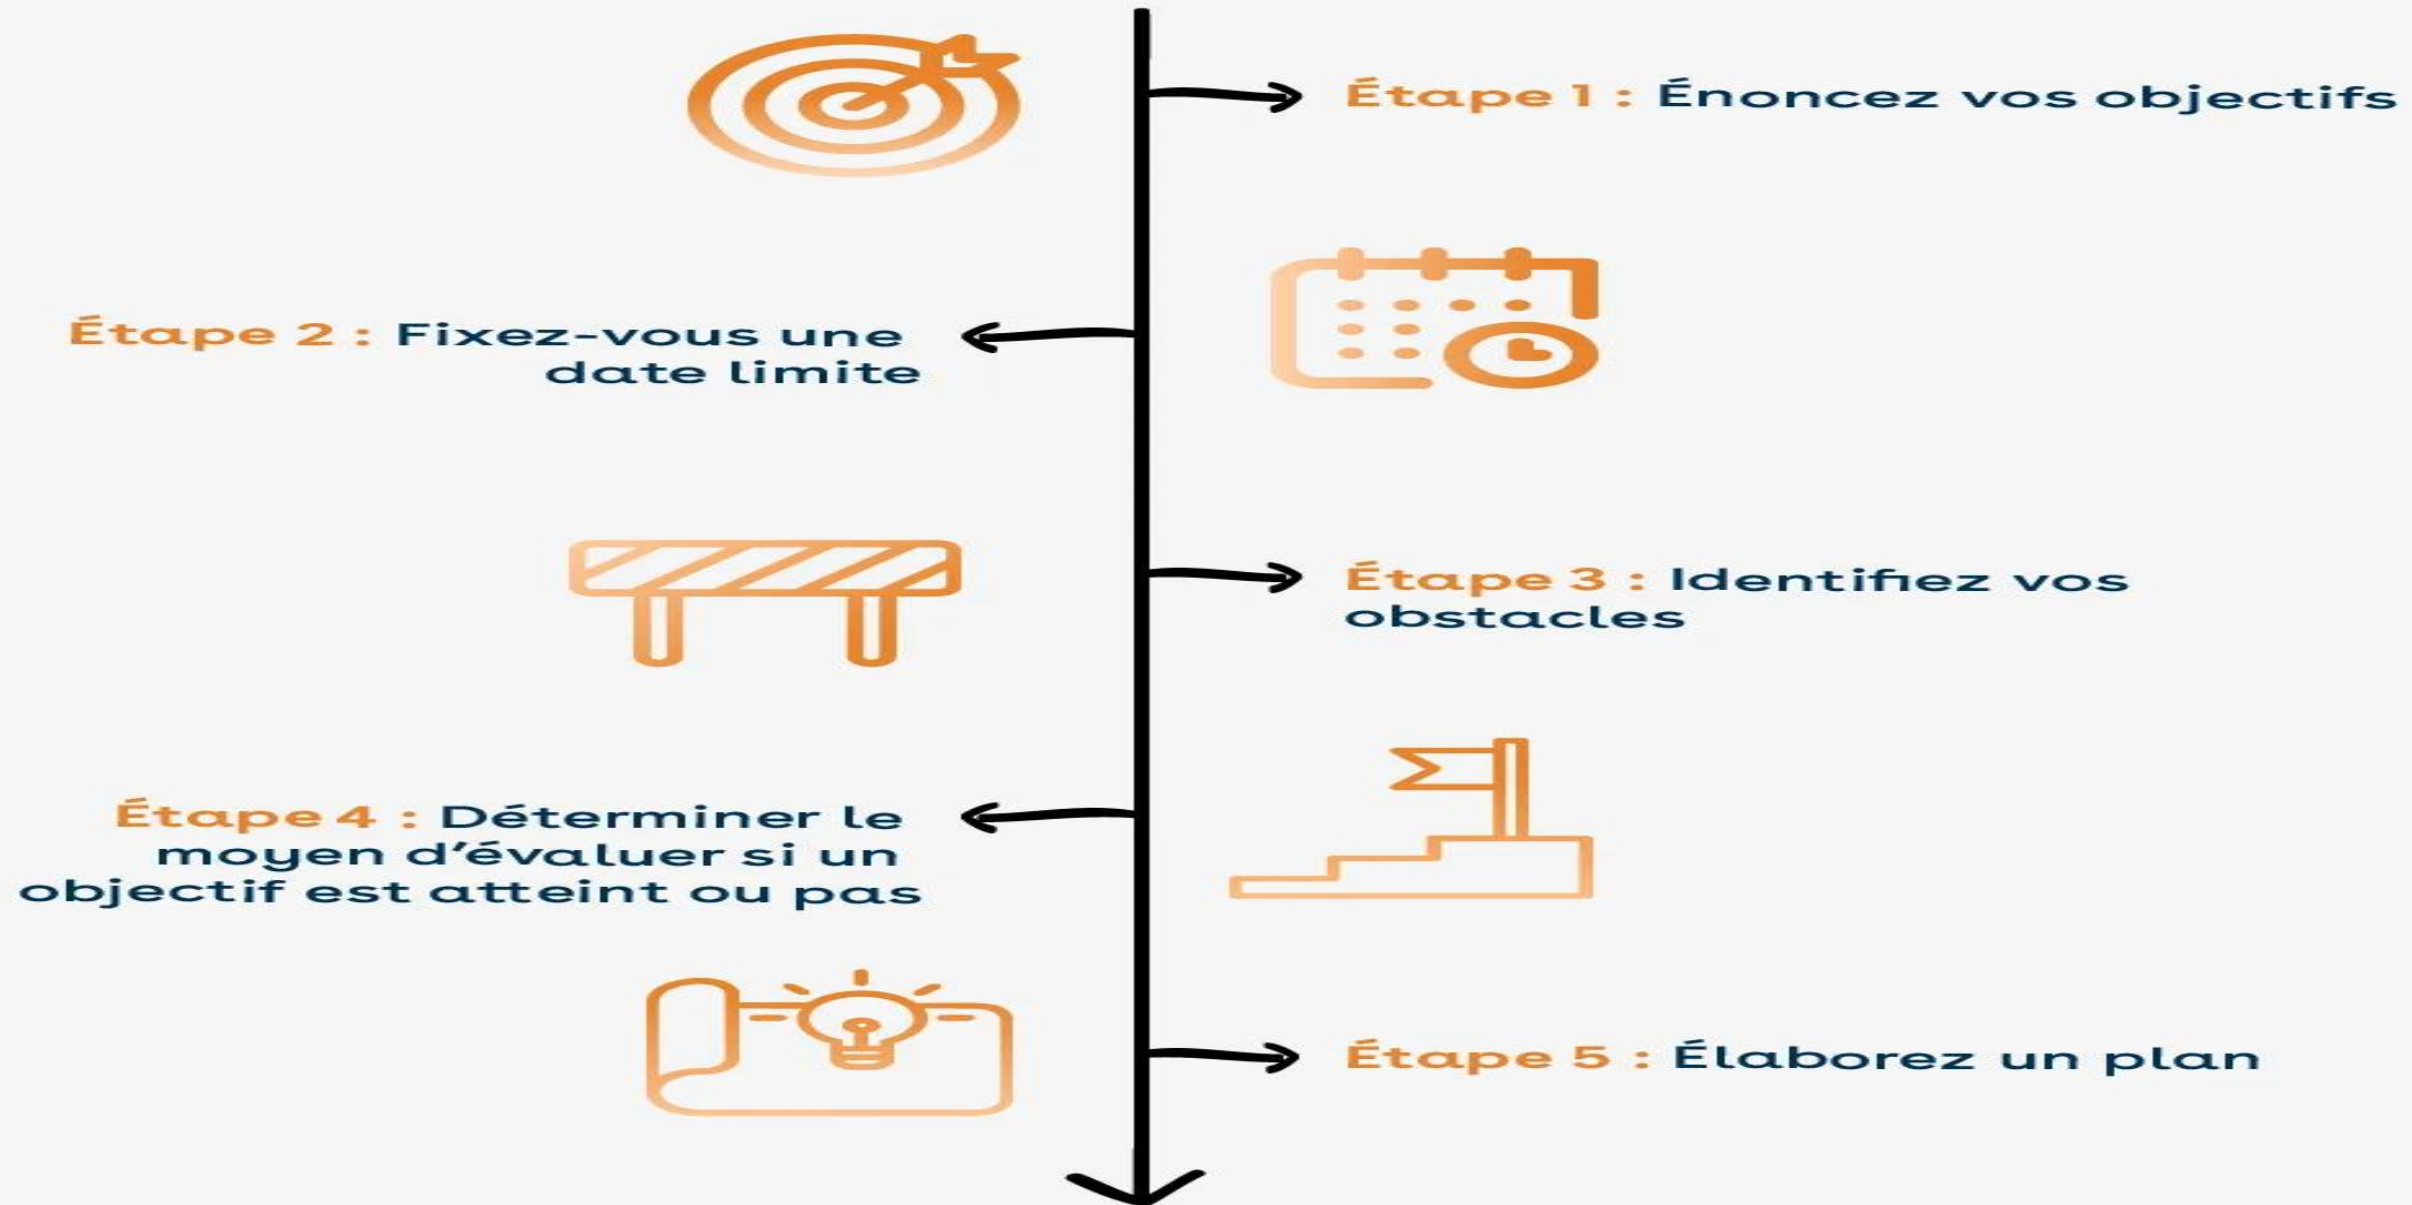 Étape 1 : Énoncez vos objectifs
Étape 2 : Fixez-vous une
date limite
Étape 3 : Identifiez vos
obstacles
Étape 4 : Déterminer le
moyen d’évaluer si un
objectif est atteint ou pas
Étape 5 : Élaborez un plan